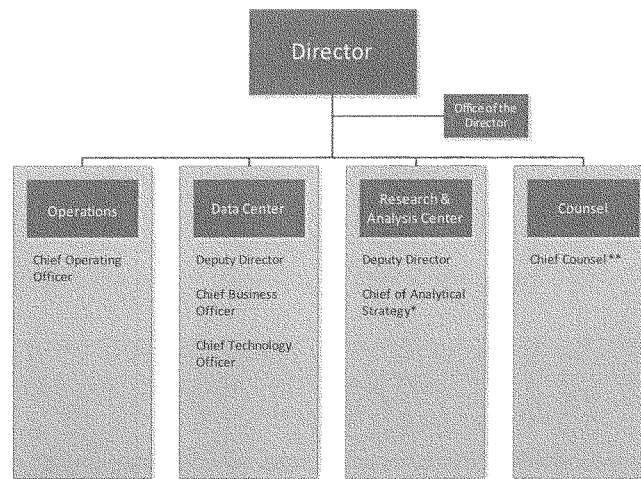 Director
Office of the
Director
Operations
Chief Operating
Officer
Data Center
Deputy Director
Chief Business
Officer
Chief Technology
Officer
Research &
Analysis Center
Deputy Director
Chief of Analytical
Strategy*
Counsel
Chief Counsel**